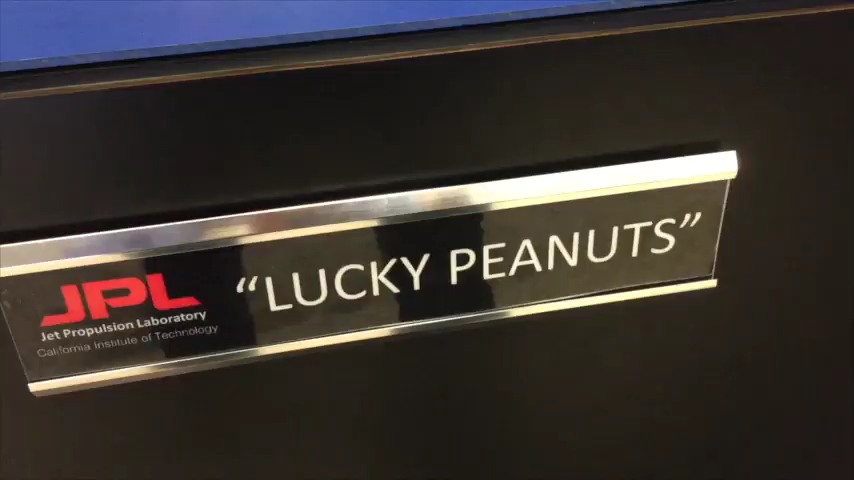 JPL
Jet Propulsion Laboratory
California Institute of Technology
“LUCKY PEANUTS”